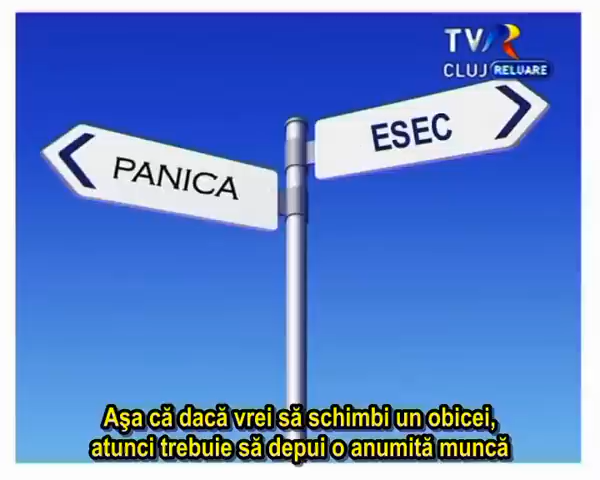 TVR
CLUJ RELUARE
ESEC
PANICA
Aşa că dacă vrei să schimbi un obicei,
atunci trebuie să depui o anumită muncă